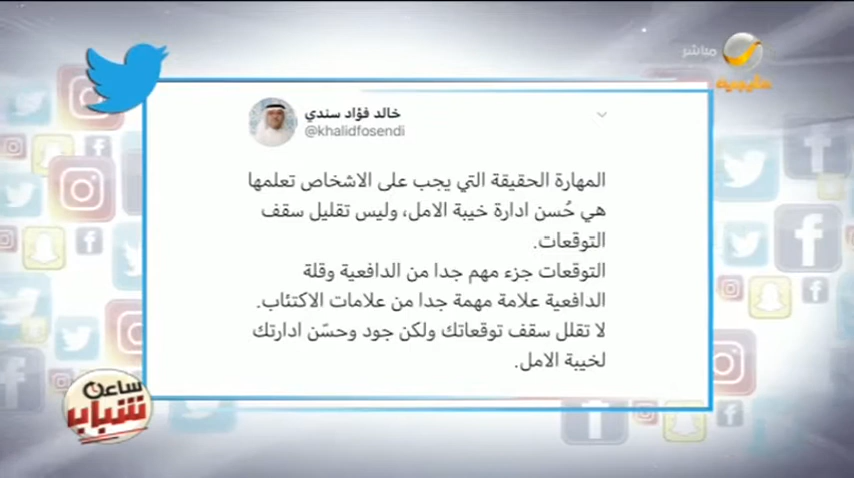 مباشر
خليجية
خالد فؤاد سندي
@khalidfosendi
المهارة الحقيقة التي يجب على الاشخاص تعلمها
هي حُسن ادارة خيبة الامل، وليس تقليل سقف
التوقعات.
التوقعات جزء مهم جدا من الدافعية وقلة
الدافعية علامة مهمة جدا من علامات الاكتئاب.
لا تقلل سقف توقعاتك ولكن جود وحسّن ادارتك
لخيبة الامل.
ساعة
شباب